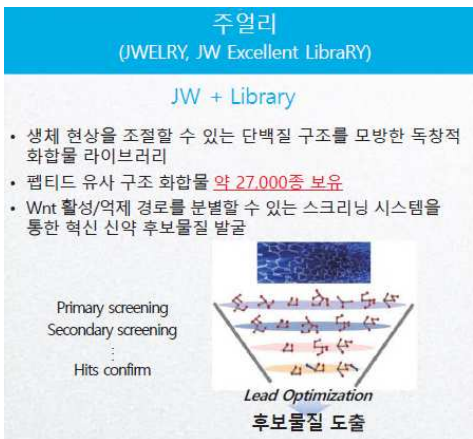 주얼리
(JWELRY, JW Excellent LibraRY)
JW + Library
• 생체 현상을 조절할 수 있는 단백질 구조를 모방한 독창적
화합물 라이브러리
• 펩티드 유사 구조 화합물 약 27,000종 보유
• Wnt 활성/억제 경로를 분별할 수 있는 스크리닝 시스템을
통한 혁신 신약 후보물질 발굴
Primary screening
Secondary screening
⋮
Hits confirm
Lead Optimization
후보물질 도출